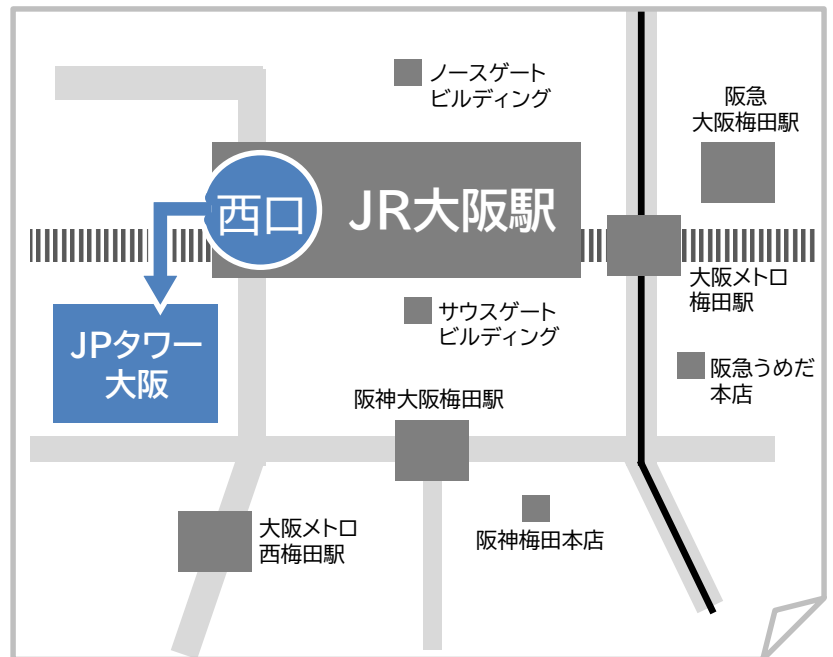 ノースゲート
ビルディング
阪急
大阪梅田駅
西口
JR大阪駅
大阪メトロ
梅田駅
JPタワー
大阪
サウスゲート
ビルディング
阪急うめだ
本店
阪神大阪梅田駅
大阪メトロ
西梅田駅
阪神梅田本店